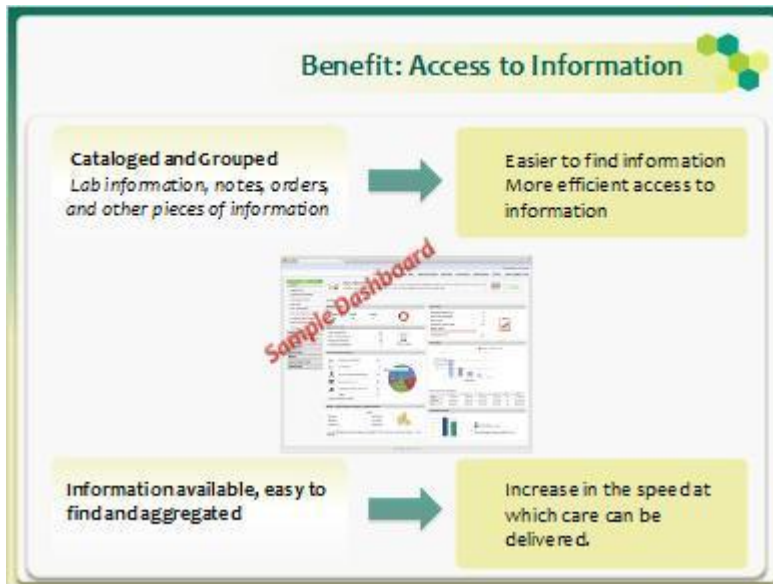 Benefit: Access to Information
Cataloged and Grouped
Lab information, notes, orders,
and other pieces of information
Easier to find information
More efficient access to
information
Sample Dashboard
Information available, easy to
find and aggregated
Increase in the speed at
which care can be
delivered.